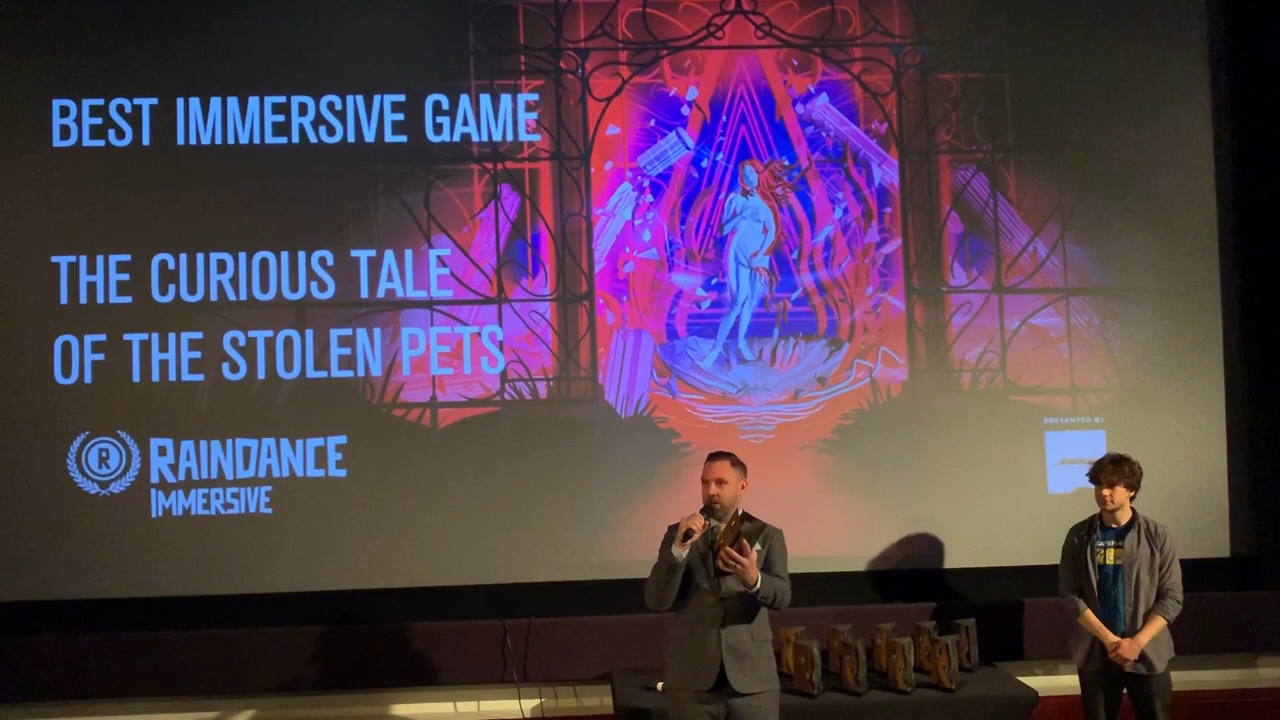 BEST IMMERSIVE GAME
THE CURIOUS TALE
OF THE STOLEN PETS
R
RAINDANCE
IMMERSIVE
PRESENTED BY